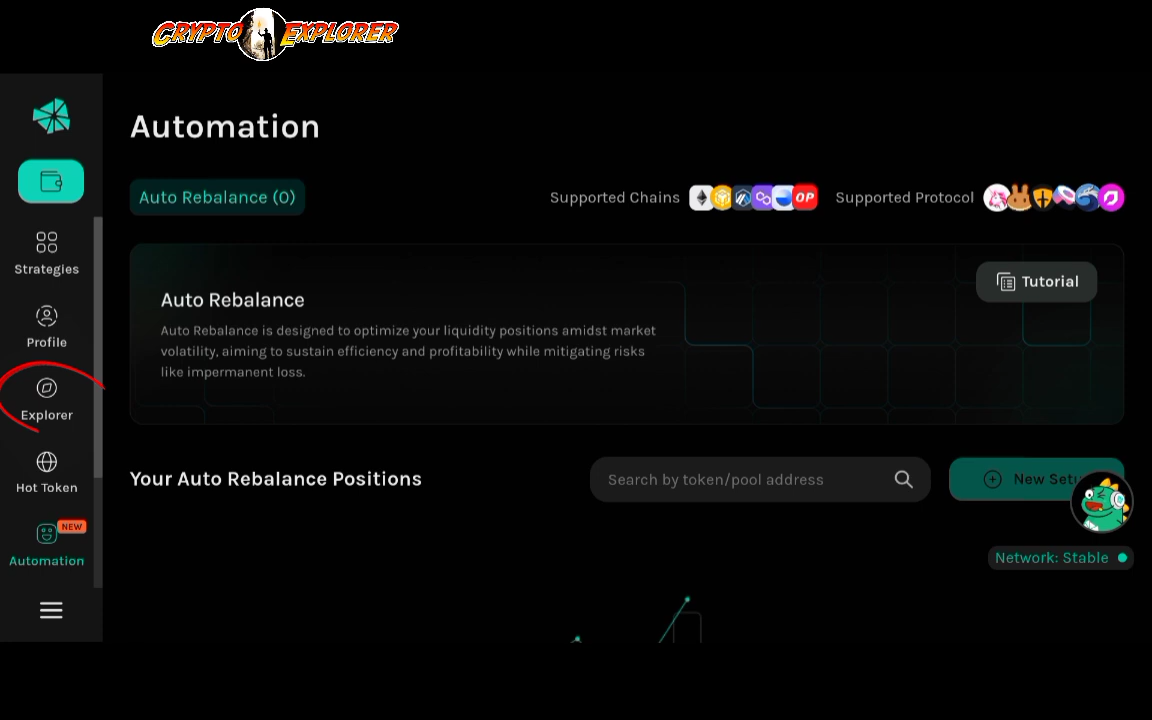 CRYPTO EXPLORER
Automation
Auto Rebalance (0)
Supported Chains
OP
Supported Protocol
Strategies
Profile
Explorer
Hot Token
NEW
Automation
Tutorial
Auto Rebalance
Auto Rebalance is designed to optimize your liquidity positions amidst market
volatility, aiming to sustain efficiency and profitability while mitigating risks
like impermanent loss.
Your Auto Rebalance Positions
Search by token/pool address
New Setu
Network: Stable